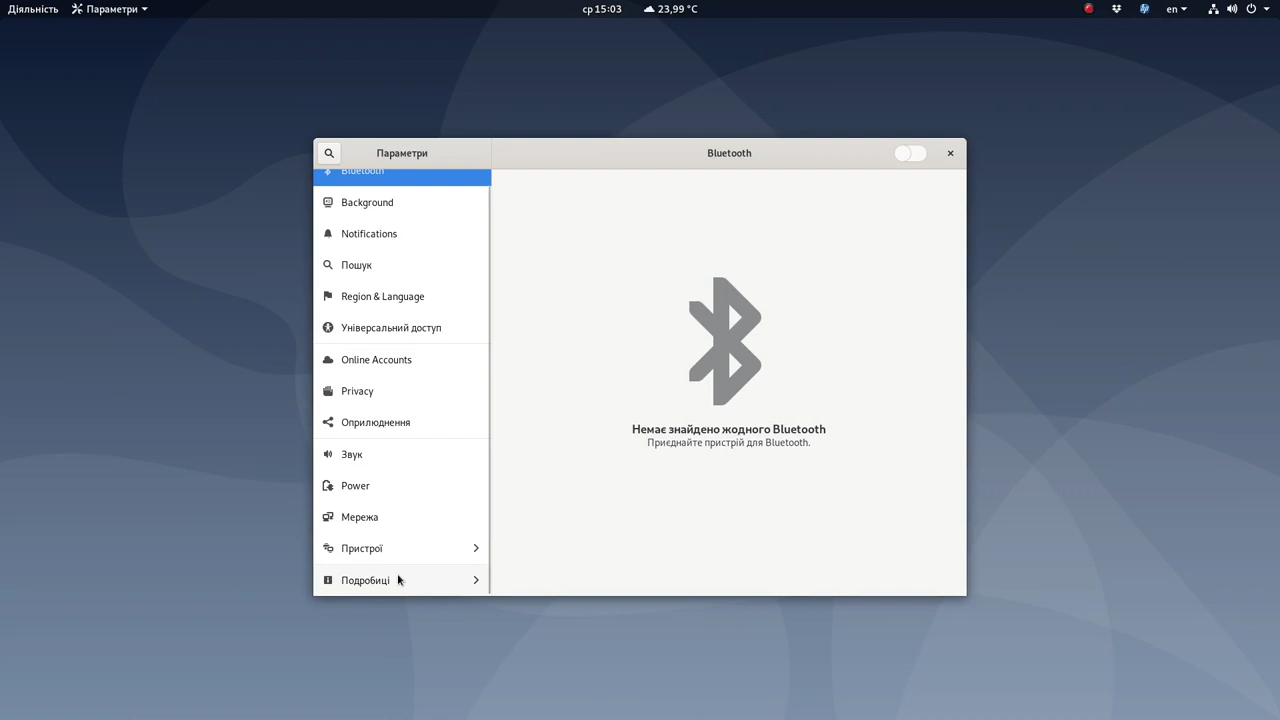 Діяльність Параметри ср 15:03 23,99 °C en
Параметри Bluetooth
Bluetooth
Background
Notifications
Пошук
Region & Language
Універсальний доступ
Online Accounts
Privacy
Оприлюднення
Звук
Power
Мережа
Пристрої
Подробиці
Немає знайдено жодного Bluetooth
Приєднайте пристрій для Bluetooth.